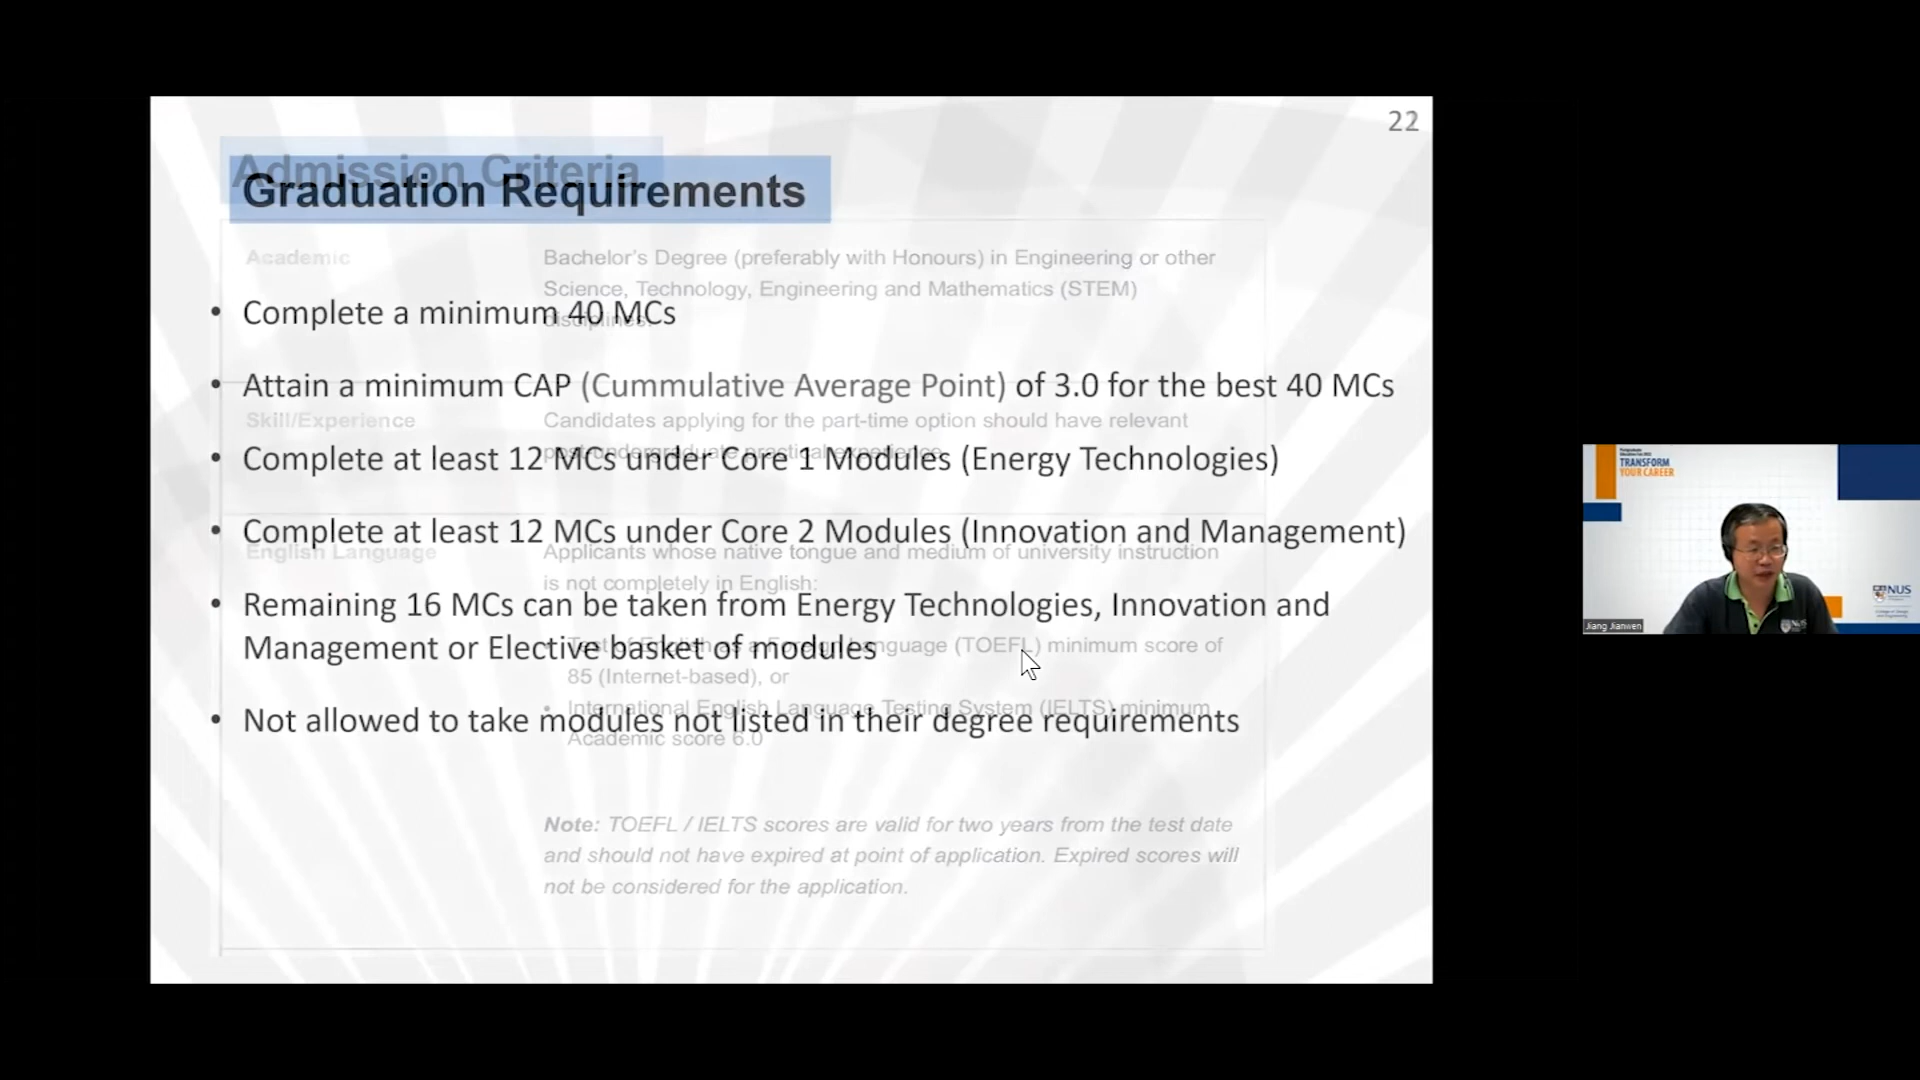 22
Admission Criteria
Graduation Requirements
Academic
Bachelor's Degree (preferably with Honours) in Engineering or other
Science, Technology, Engineering and Mathematics (STEM)
disciplines.
• Complete a minimum 40 MCs
• Attain a minimum CAP (Cummulative Average Point) of 3.0 for the best 40 MCs
Skill/Experience
Candidates applying for the part-time option should have relevant
post-undergraduate practical experience.
• Complete at least 12 MCs under Core 1 Modules (Energy Technologies)
• Complete at least 12 MCs under Core 2 Modules (Innovation and Management)
English Language
Applicants whose native tongue and medium of university instruction
is not completely in English:
• Remaining 16 MCs can be taken from Energy Technologies, Innovation and
Management or Elective basket of modules
Test of English as a Foreign Language (TOEFL) minimum score of
85 (Internet-based), or
• International English Language Testing System (IELTS) minimum
Academic score 6.0
• Not allowed to take modules not listed in their degree requirements
Note: TOEFL / IELTS scores are valid for two years from the test date
and should not have expired at point of application. Expired scores will
not be considered for the application.
TRANSFORM
YOUR CAREER
NUS
Jiang Jianwen